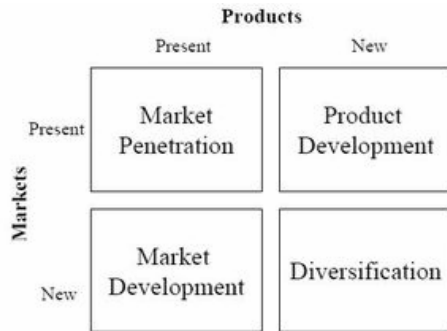 Products
Present New
Present
Market
Penetration
Product
Development
Markets
New
Market
Development
Diversification